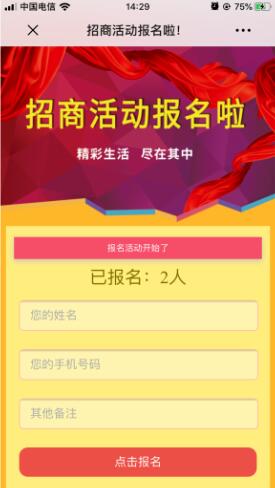 中国电信 14:29 75%
招商活动报名啦!
招商活动报名啦
精彩生活 尽在其中
报名活动开始了
已报名：2人
您的姓名
您的手机号码
其他备注
点击报名